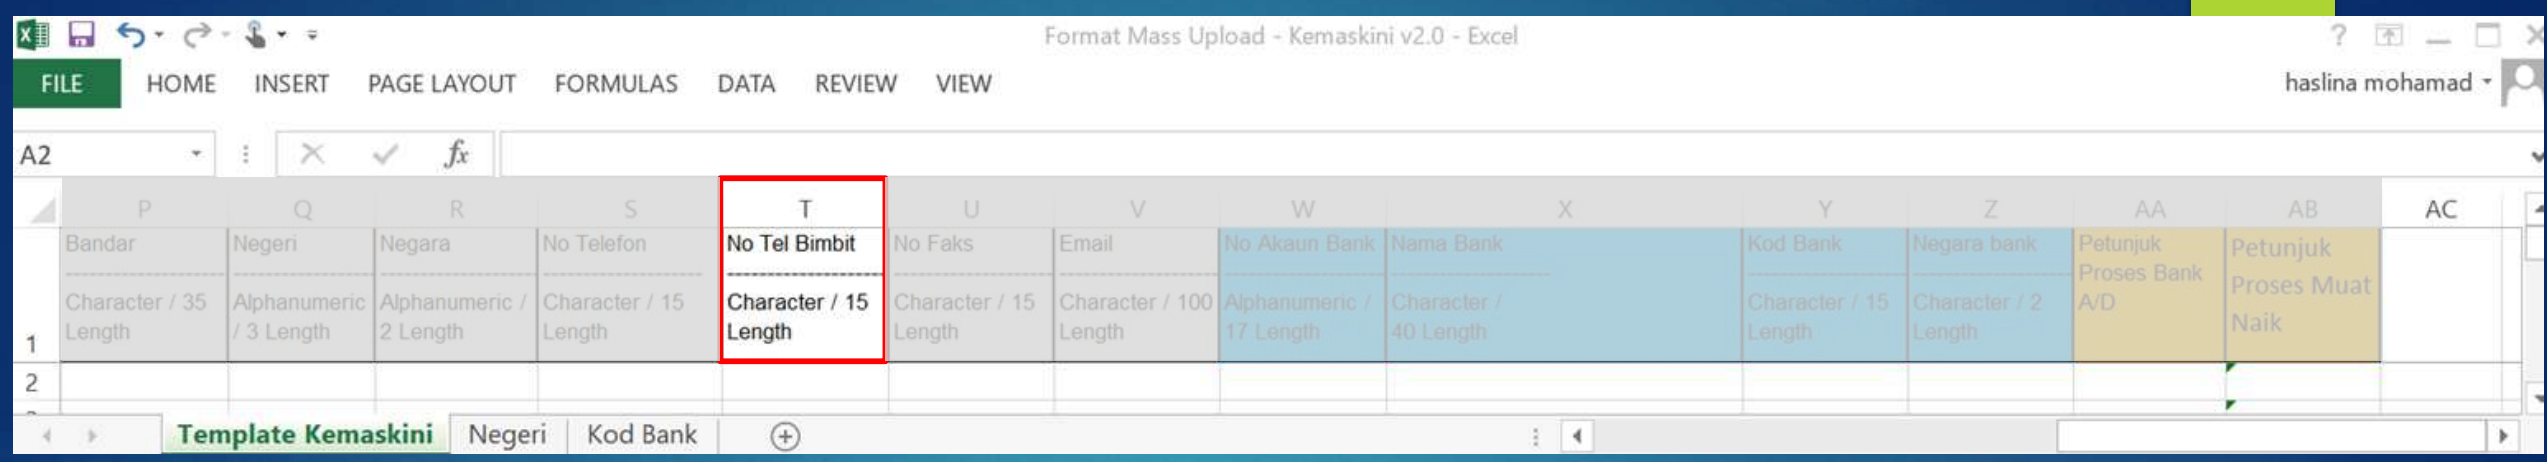 Format Mass Upload - Kemaskini v2.0 - Excel
FILE HOME INSERT PAGE LAYOUT FORMULAS DATA REVIEW VIEW
haslina mohamad
A2
fx
P Q R S T U V W X Y Z AA AB AC
1
Bandar
Character / 35
Length
Negeri
Alphanumeric
/ 3 Length
Negara
Alphanumeric /
2 Length
No Telefon
Character / 15
Length
No Tel Bimbit
Character / 15
Length
No Faks
Character / 15
Length
Email
Character / 100
Length
No Akaun Bank
Alphanumeric /
17 Length
Nama Bank
Character /
40 Length
Kod Bank
Character / 15
Length
Negara bank
Character / 2
Length
Petunjuk
Proses Bank
A/D
Petunjuk
Proses Muat
Naik
2
Template Kemaskini Negeri Kod Bank